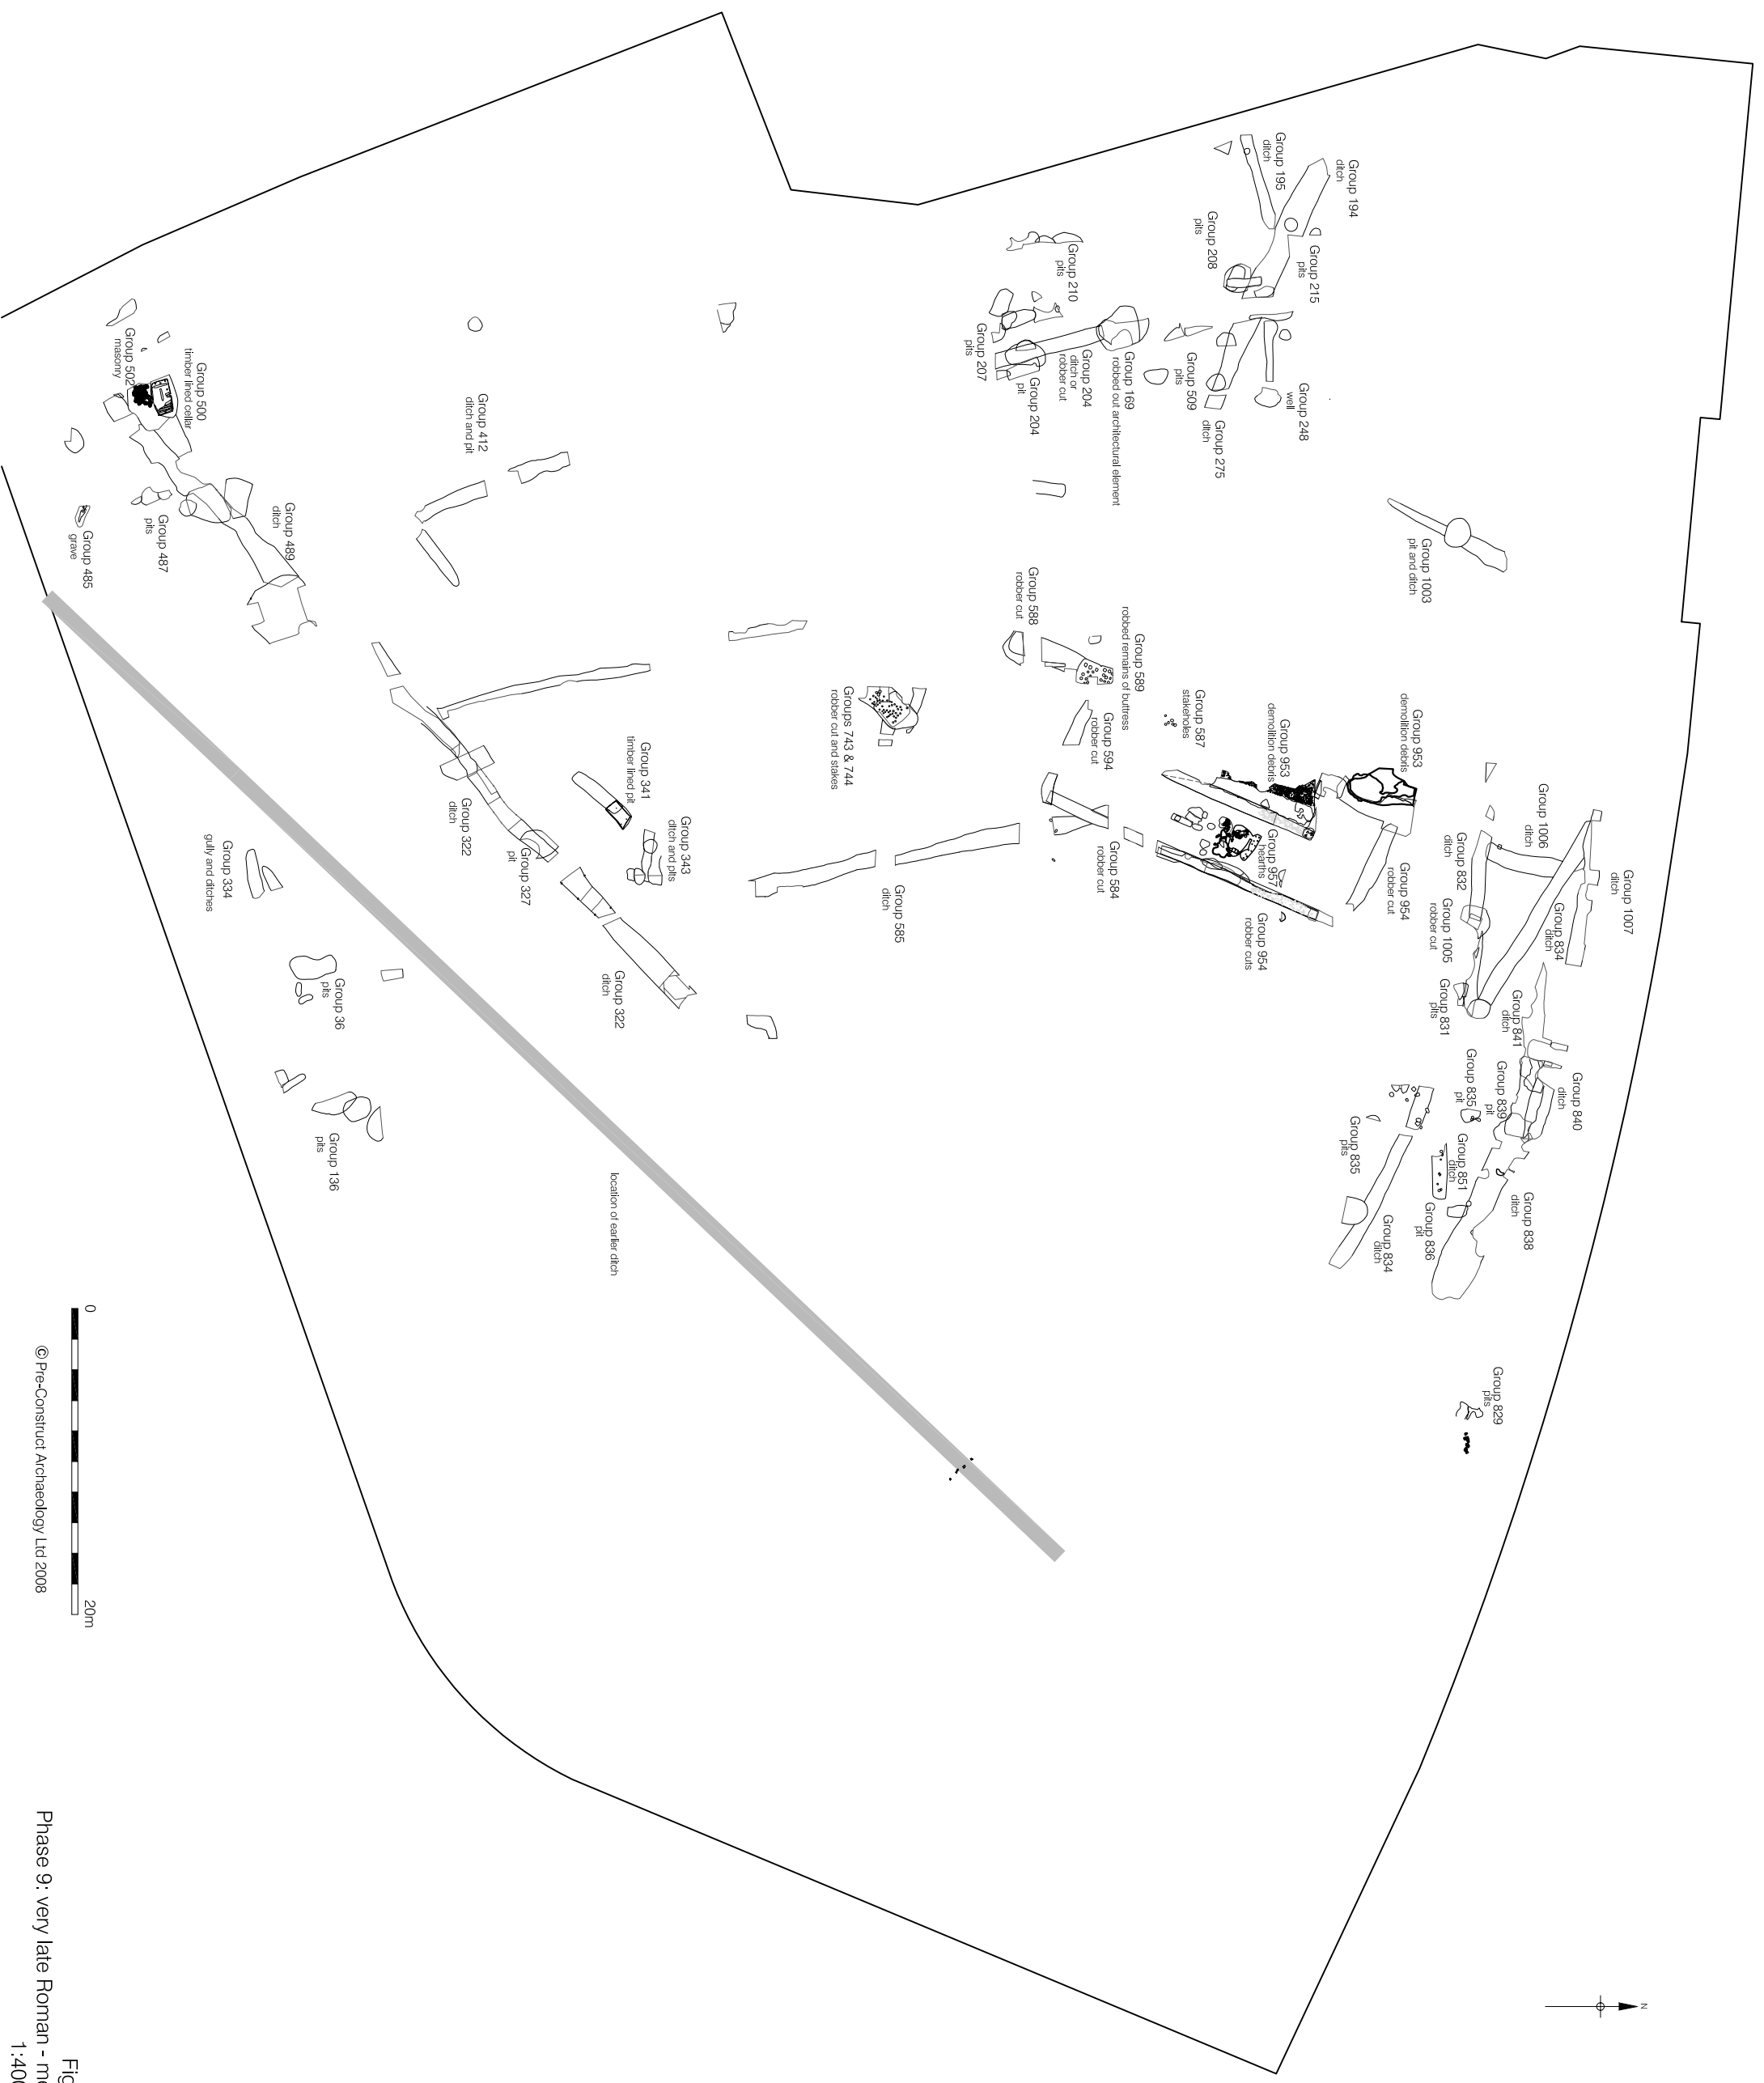 Group 1007
ditch
Group 1006
ditch
Group 834
ditch
Group 832
ditch
Group 1005
robber cut
Group 831
pits
Group 841
ditch
Group 840
ditch
Group 839
pit
Group 835
pit
Group 851
ditch
Group 838
ditch
Group 836
pit
Group 834
ditch
Group 835
pits
Group 829
pits
Group 1003
pit and ditch
Group 194
ditch
Group 195
ditch
Group 215
pits
Group 208
pits
Group 248
well
Group 275
ditch
Group 509
pits
Group 169
robbed out architectural element
Group 204
ditch or
robber cut
Group 204
pit
Group 210
pits
Group 207
pits
Group 953
demolition debris
Group 953
demolition debris
Group 954
robber cut
Group 957
hearths
Group 954
robber cuts
Group 587
stakeholes
Group 589
robbed remains of buttress
Group 588
robber cut
Group 594
robber cut
Group 584
robber cut
Group 585
ditch
Groups 743 & 744
robber cut and stakes
Group 343
ditch and pits
Group 341
timber lined pit
Group 322
ditch
Group 327
pit
Group 322
ditch
Group 412
ditch and pit
Group 500
timber lined cellar
Group 502
masonry
Group 489
ditch
Group 487
pits
Group 485
grave
Group 334
gully and ditches
Group 36
pits
Group 136
pits
location of earlier ditch
N
0
20m
© Pre-Construct Archaeology Ltd 2008
Phase 9: very late Roman -